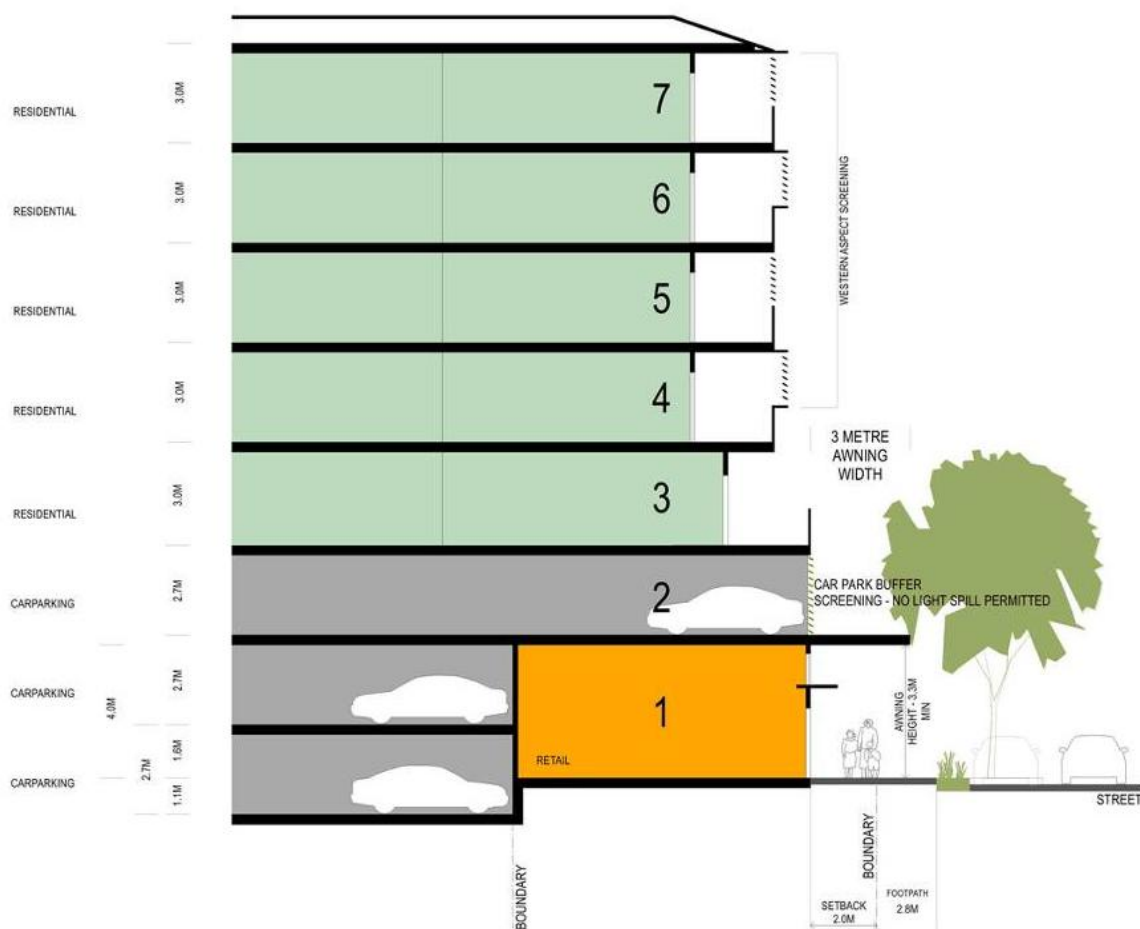 RESIDENTIAL
3.0M
7
RESIDENTIAL
3.0M
6
WESTERN ASPECT SCREENING
RESIDENTIAL
3.0M
5
RESIDENTIAL
3.0M
4
3 METRE
AWNING
WIDTH
RESIDENTIAL
3.0M
3
CARPARKING
2.7M
2
CAR PARK BUFFER
SCREENING - NO LIGHT SPILL PERMITTED
CARPARKING
4.0M
2.7M
1
AWNING
HEIGHT - 3.3M
MIN
1.6M
RETAIL
CARPARKING
2.7M
1.1M
STREET
BOUNDARY
BOUNDARY
SETBACK
2.0M
FOOTPATH
2.8M